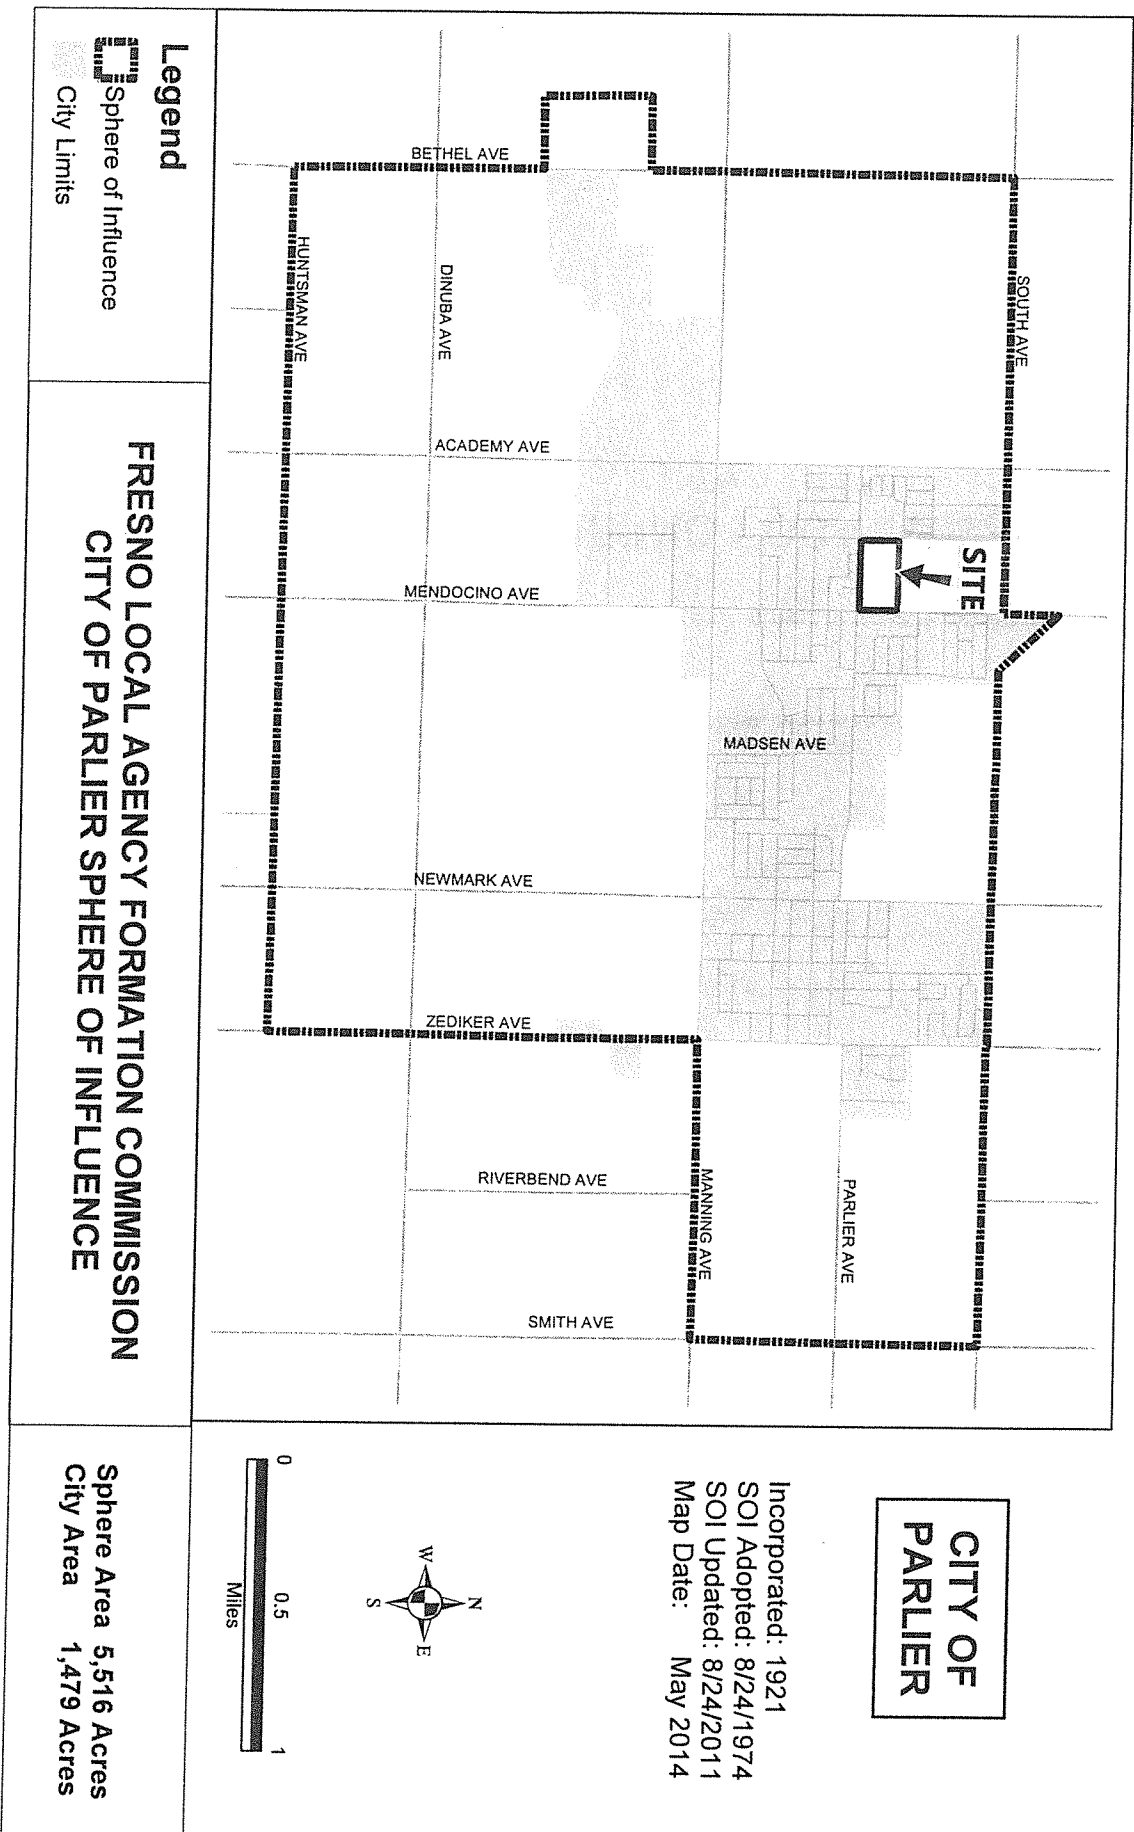 CITY OF
PARLIER
Incorporated: 1921
SOI Adopted: 8/24/1974
SOI Updated: 8/24/2011
Map Date: May 2014
N
W
E
S
0
0.5
1
Miles
SOUTH AVE
SITE
PARLIER AVE
MANNING AVE
DINUBA AVE
HUNTSMAN AVE
BETHEL AVE
ACADEMY AVE
MENDOCINO AVE
MADSEN AVE
NEWMARK AVE
ZEDIKER AVE
RIVERBEND AVE
SMITH AVE
Legend
Sphere of Influence
City Limits
FRESNO LOCAL AGENCY FORMATION COMMISSION
CITY OF PARLIER SPHERE OF INFLUENCE
Sphere Area 5,516 Acres
City Area 1,479 Acres